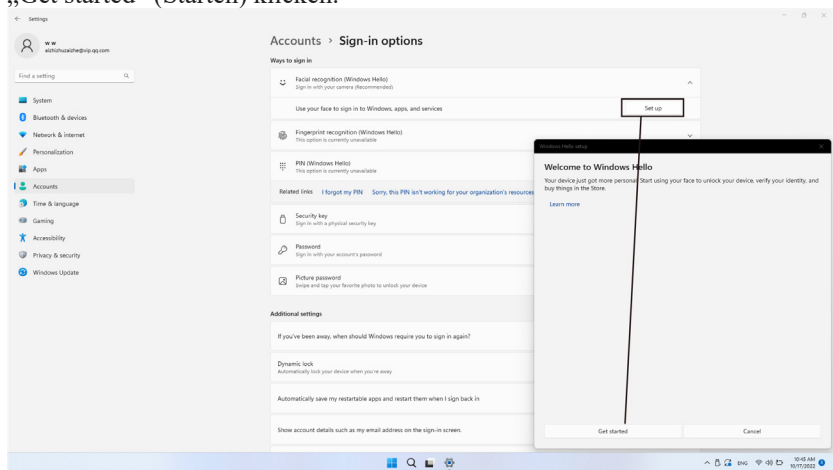 „Get started“ (Starten) klicken.
Settings
w w
aizhizhuzaizhe@vip.qq.com
Find a setting
System
Bluetooth & devices
Network & internet
Personalization
Apps
Accounts
Time & language
Gaming
Accessibility
Privacy & security
Windows Update
Accounts > Sign-in options
Ways to sign in
Facial recognition (Windows Hello)
Sign in with your camera (Recommended)
Use your face to sign in to Windows, apps, and services
Set up
Fingerprint recognition (Windows Hello)
This option is currently unavailable
PIN (Windows Hello)
This option is currently unavailable
Related links I forgot my PIN Sorry, this PIN isn't working for your organization's resources
Security key
Sign in with a physical security key
Password
Sign in with your account's password
Picture password
Swipe and tap your favorite photo to unlock your device
Additional settings
If you've been away, when should Windows require you to sign in again?
Dynamic lock
Automatically lock your device when you're away
Automatically save my restartable apps and restart them when I sign back in
Show account details such as my email address on the sign-in screen.
Windows Hello setup
Welcome to Windows Hello
Your device just got more personal. Start using your face to unlock your device, verify your identity, and
buy things in the Store.
Learn more
Get started
Cancel
ENG
10:45 AM
10/17/2022